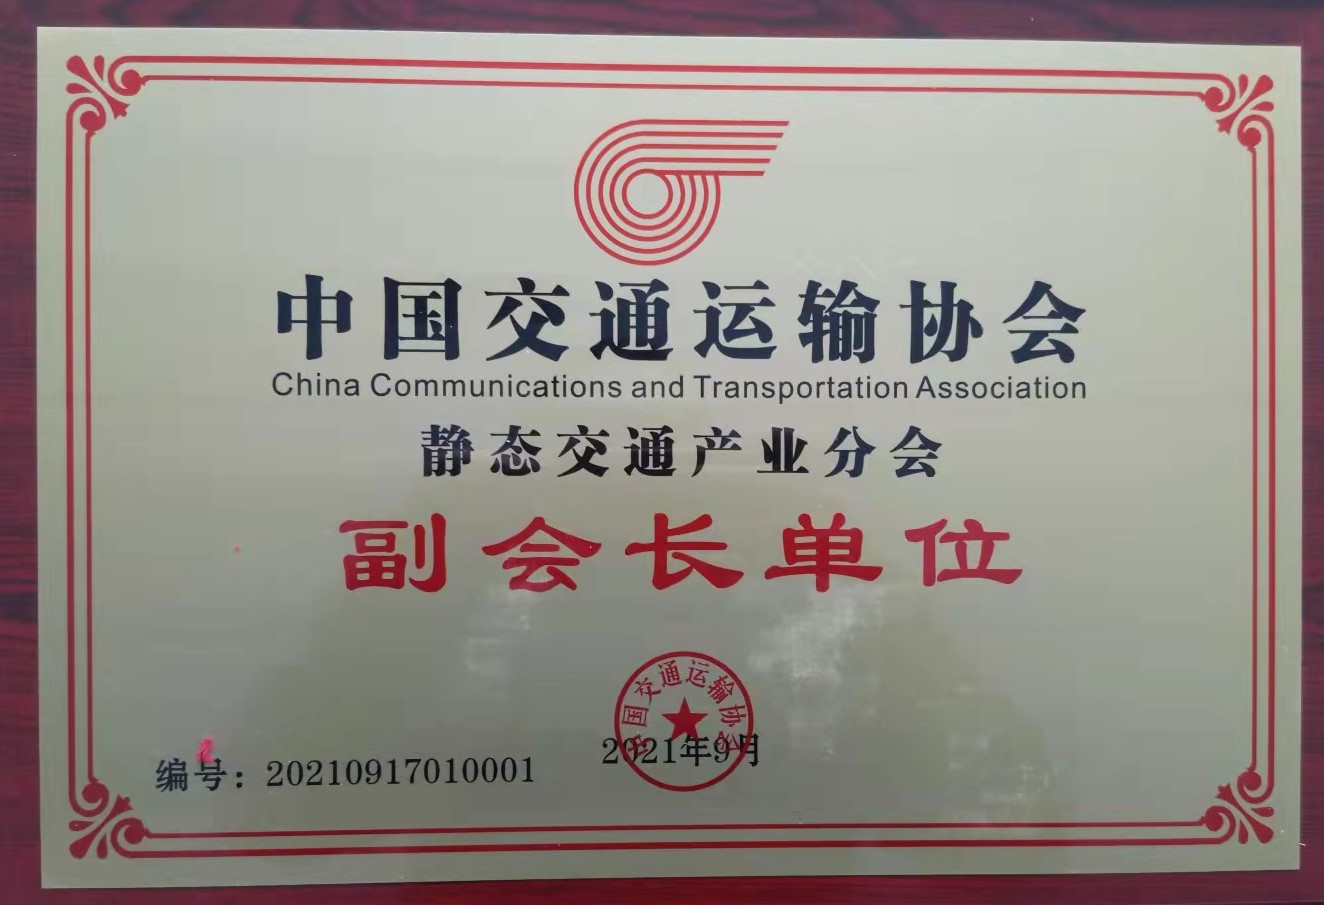 中国交通运输协会
China Communications and Transportation Association
静态交通产业分会
副会长单位
中国交通运输协会
2021年9月
编号：20210917010001